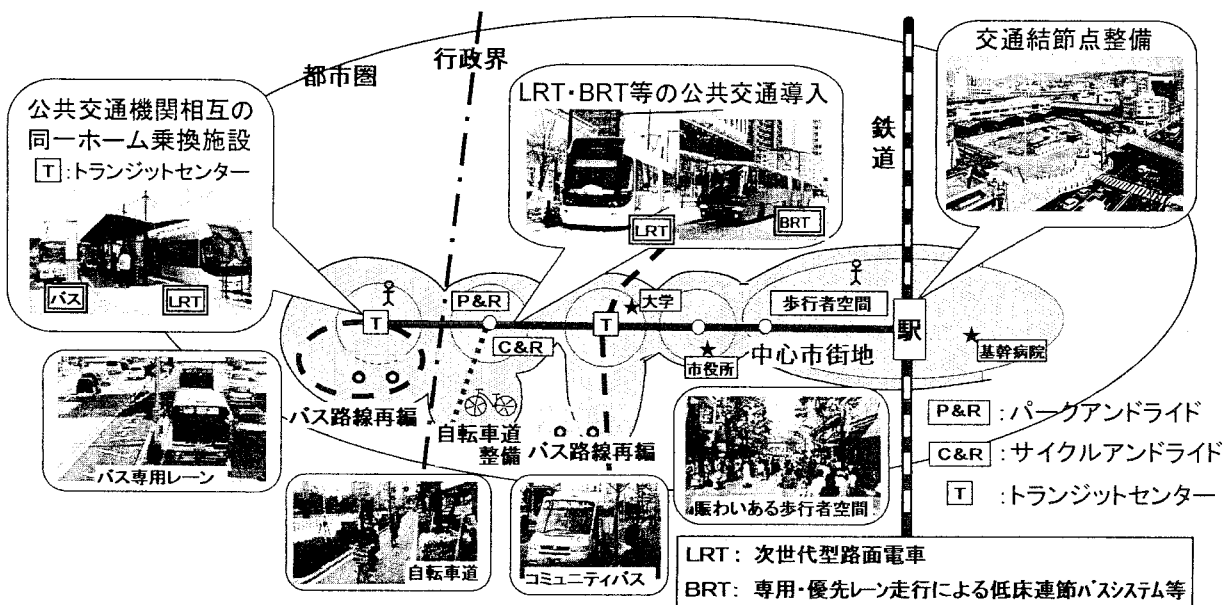 都市圏
行政界
公共交通機関相互の
同一ホーム乗換施設
T:トランジットセンター
バス
LRT
LRT・BRT等の公共交通導入
LRT
BRT
鉄道
交通結節点整備
P&R
C&R
T
T
大学
市役所
歩行者空間
中心市街地
駅
基幹病院
バス路線再編
自転車道
整備
バス路線再編
バス専用レーン
自転車道
コミュニティバス
賑わいある歩行者空間
P&R:パークアンドライド
C&R:サイクルアンドライド
T:トランジットセンター
LRT: 次世代型路面電車
BRT: 専用・優先レーン走行による低床連節バスシステム等